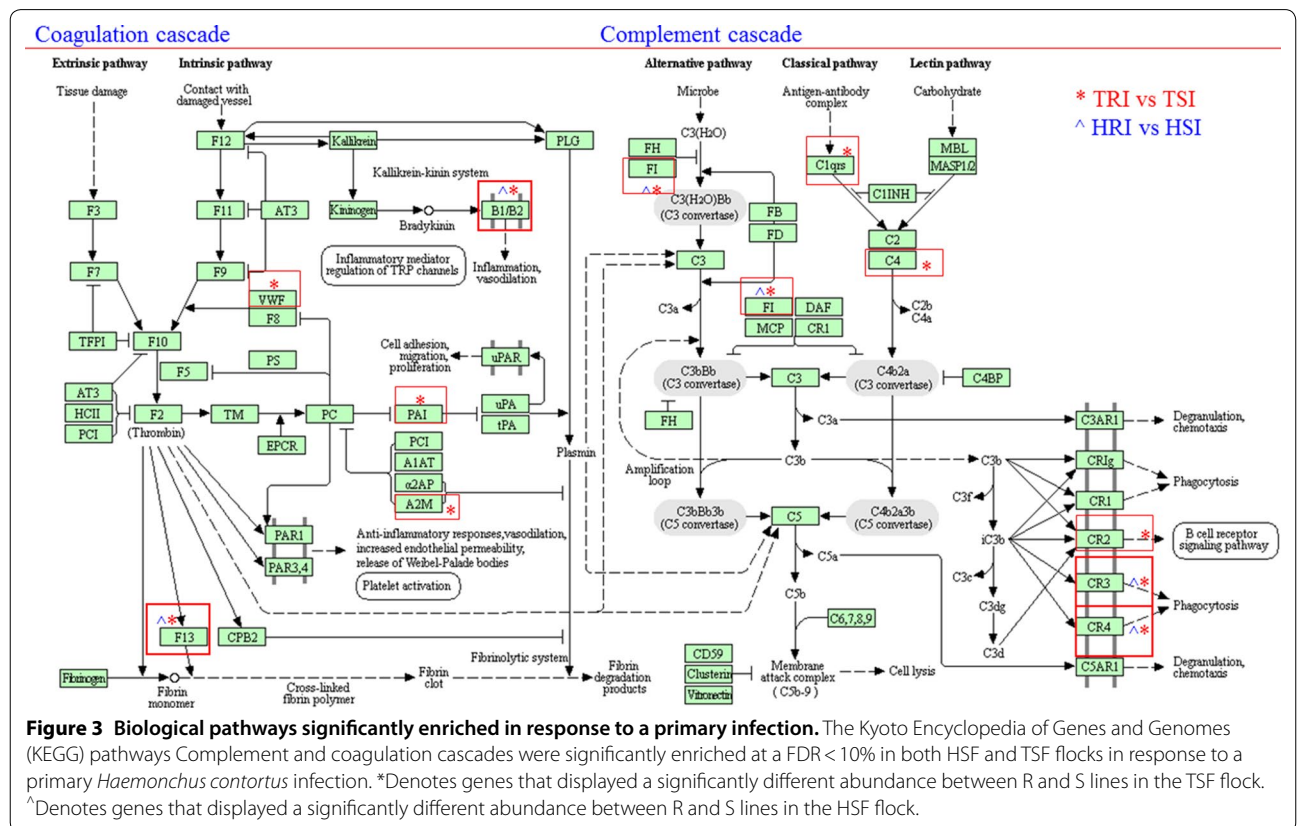 Coagulation cascade
Complement cascade
Extrinsic pathway
Intrinsic pathway
Alternative pathway
Classical pathway
Lectin pathway
Tissue damage
Contact with
damaged vessel
Microbe
Antigen-antibody
complex
Carbohydrate
* TRI vs TSI
^ HRI vs HSI
F12
Kallikrein
PLG
C3(H2O)
FH
FI
^*
C1qrs
*
MBL
MASP1/2
Kallikrein-kinin system
C1INH
F3
F11
AT3
Kininogen
Bradykinin
^*
B1/B2
C3(H2O)Bb
(C3 convertase)
FB
FD
C2
C4
*
F7
F9
Inflammatory mediator
regulation of TRP channels
Inflammation,
vasodilation
C3
*
VWF
F8
C3a
^*
FI
DAF
MCP
CR1
C2b
C4a
TFPI
F10
PS
F5
Cell adhesion,
migration,
proliferation
uPAR
C3bBb
(C3 convertase)
C3
C4b2a
(C3 convertase)
C4BP
AT3
HCII
PCI
F2
(Thrombin)
TM
PC
EPCR
*
PAI
uPA
tPA
FH
C3a
C3AR1
Degranulation,
chemotaxis
PCI
A1AT
α2AP
A2M
*
Plasmin
Amplification
loop
C3b
C3b
CRIg
Phagocytosis
C3f
CR1
C3bBb3b
(C5 convertase)
C5
C4b2a3b
(C5 convertase)
iC3b
CR2
*
B cell receptor
signaling pathway
PAR1
PAR3,4
Anti-inflammatory responses,vasodilation,
increased endothelial permeability,
release of Weibel-Palade bodies
Platelet activation
C5a
C3c
CR3
^*
C5b
C3dg
Phagocytosis
CR4
^*
^*
F13
CPB2
C6,7,8,9
C3d
Fibrinolytic system
CD59
Clusterin
Vitronectin
Membrane
attack complex
(C5b-9)
Cell lysis
C5AR1
Degranulation,
chemotaxis
Fibrinogen
Fibrin
monomer
Cross-linked
fibrin polymer
Fibrin
clot
Fibrin
degradation
products
Figure 3 Biological pathways significantly enriched in response to a primary infection. The Kyoto Encyclopedia of Genes and Genomes
(KEGG) pathways Complement and coagulation cascades were significantly enriched at a FDR < 10% in both HSF and TSF flocks in response to a
primary Haemonchus contortus infection. *Denotes genes that displayed a significantly different abundance between R and S lines in the TSF flock.
^Denotes genes that displayed a significantly different abundance between R and S lines in the HSF flock.